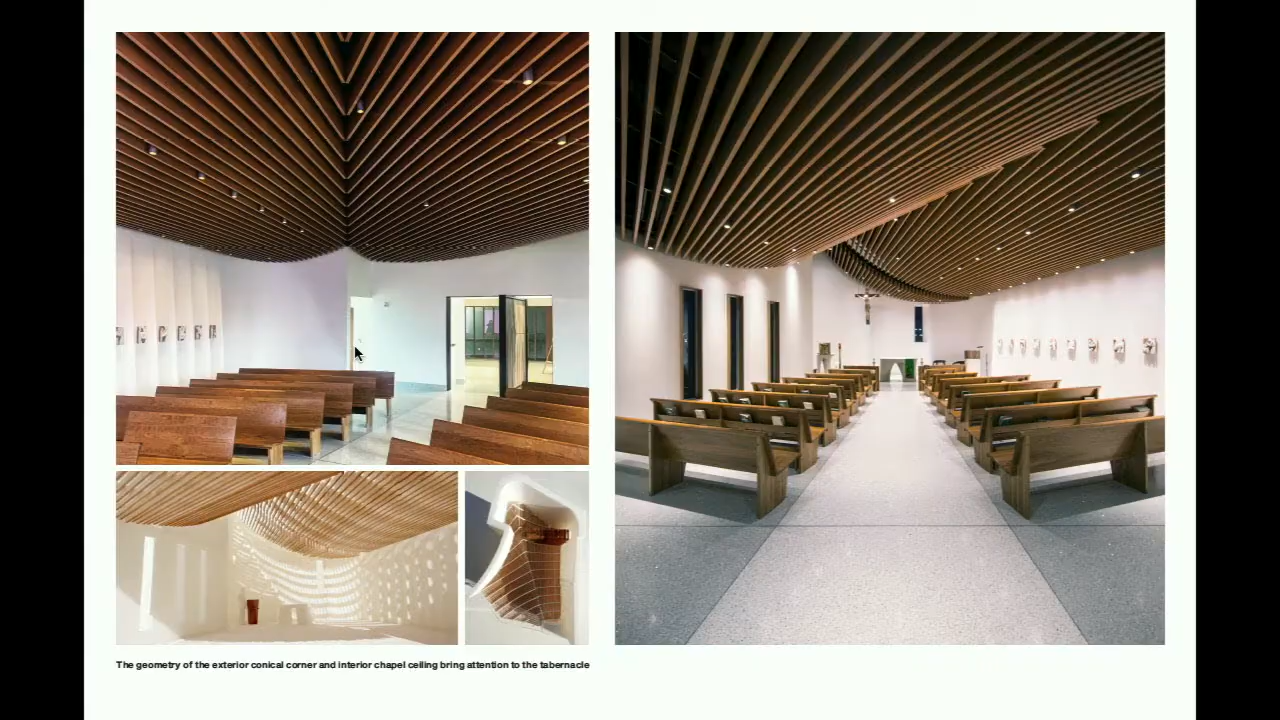 The geometry of the exterior conical corner and interior chapel ceiling bring attention to the tabernacle